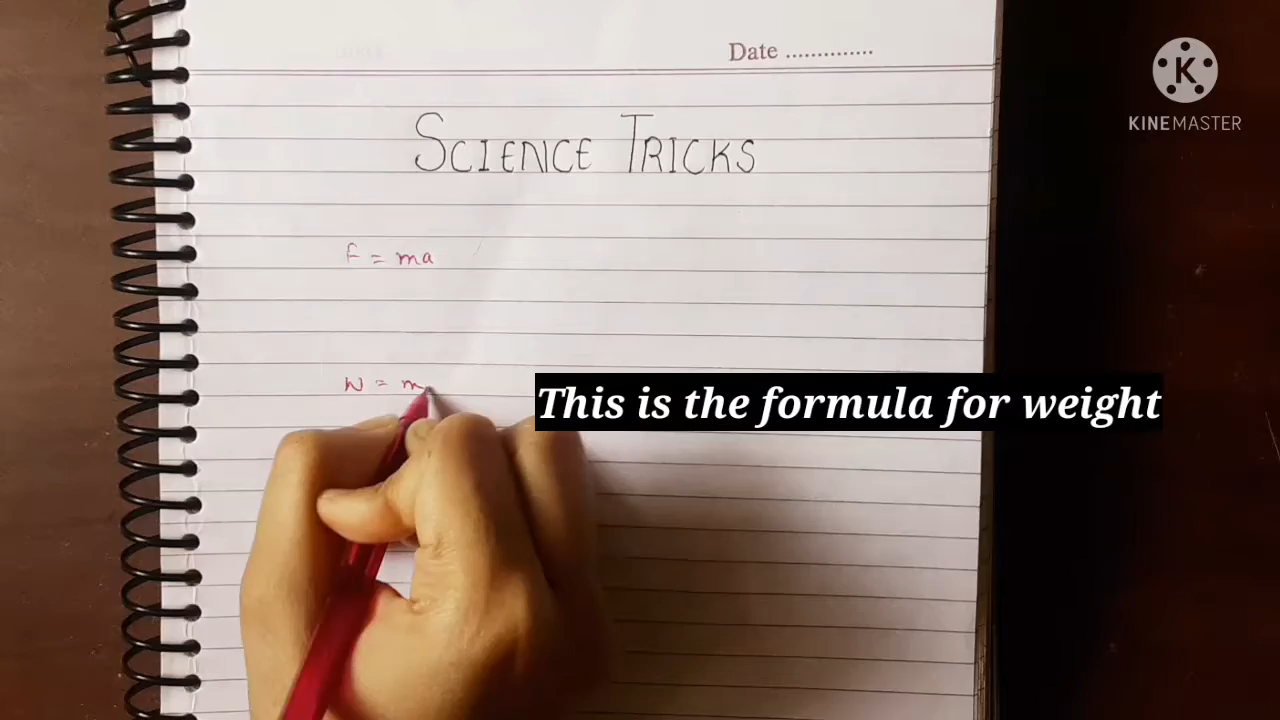 Date ..............
KINEMASTER
SCIENCE TRICKS
F = ma
W = m
This is the formula for weight